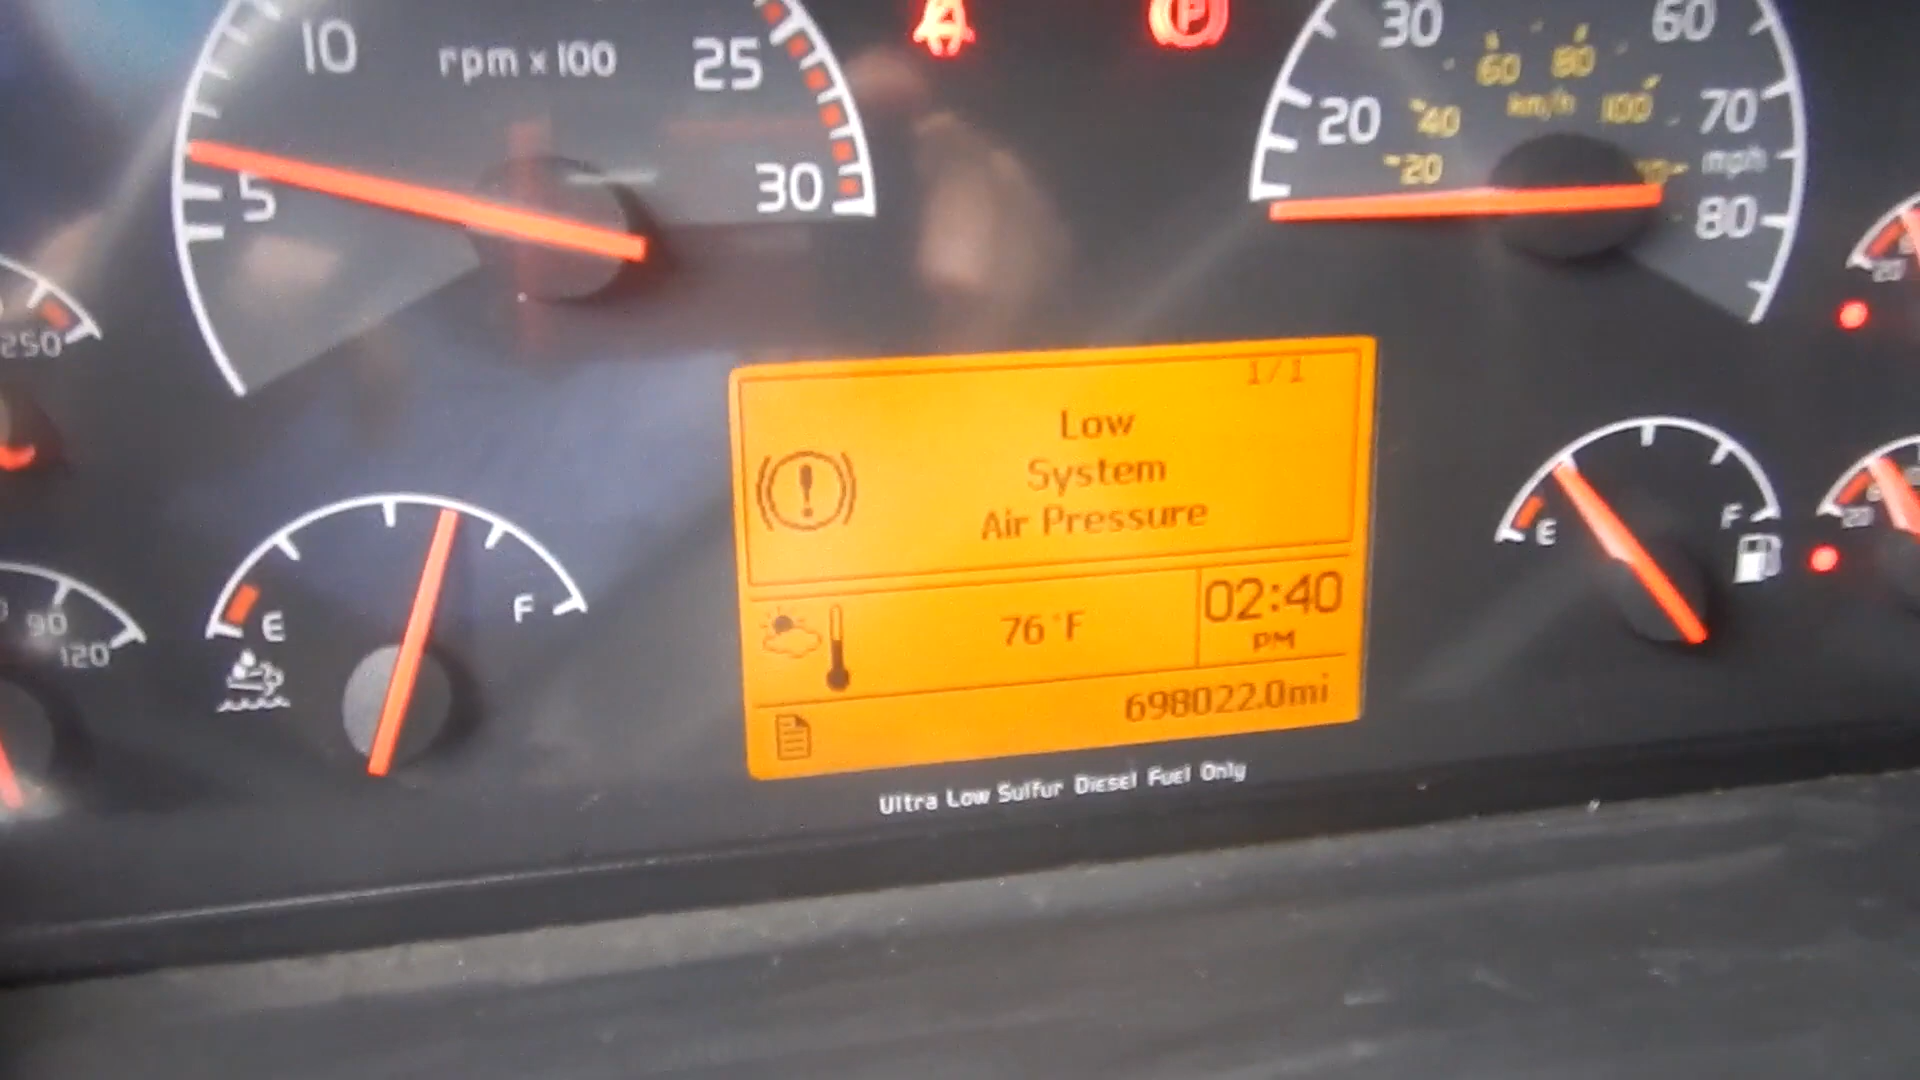 10
rpm x 100
25
30
5
P
30
60
60
80
km/h
20
40
100
70
20
mph
80
20
250
1/1
Low
System
Air Pressure
E
F
E
F
20
90
120
76°F
02:40
PM
698022.0mi
Ultra Low Sulfur Diesel Fuel Only